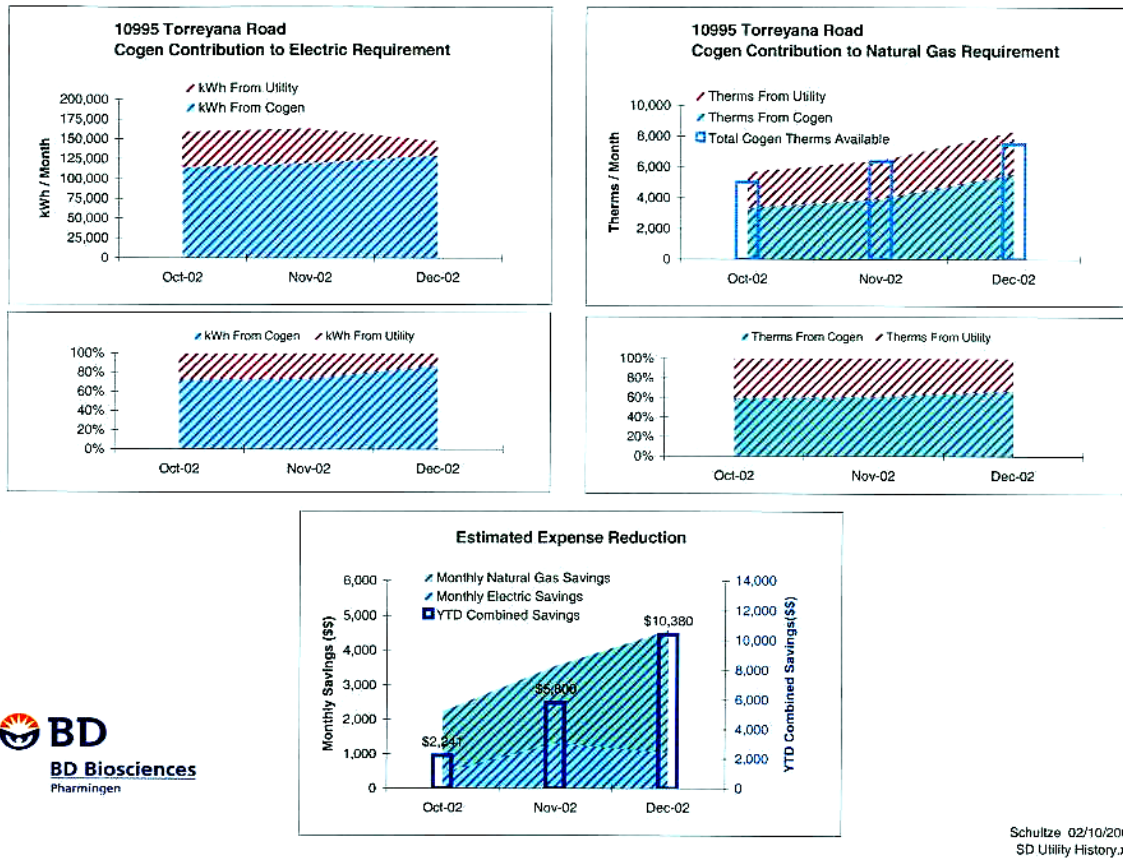 10995 Torreyana Road
Cogen Contribution to Electric Requirement
kWh From Utility
kWh From Cogen
200,000
175,000
150,000
125,000
100,000
75,000
50,000
25,000
0
kWh / Month
Oct-02 Nov-02 Dec-02
10995 Torreyana Road
Cogen Contribution to Natural Gas Requirement
Therms From Utility
Therms From Cogen
Total Cogen Therms Available
10,000
8,000
6,000
4,000
2,000
0
Therms / Month
Oct-02 Nov-02 Dec-02
kWh From Cogen kWh From Utility
100%
80%
60%
40%
20%
0%
Oct-02 Nov-02 Dec-02
Therms From Cogen Therms From Utility
100%
80%
60%
40%
20%
0%
Oct-02 Nov-02 Dec-02
Estimated Expense Reduction
Monthly Natural Gas Savings
Monthly Electric Savings
YTD Combined Savings
6,000
5,000
4,000
3,000
2,000
1,000
0
Monthly Savings ($$)
$10,380
14,000
12,000
10,000
8,000
6,000
4,000
2,000
0
YTD Combined Savings($$)
Oct-02 Nov-02 Dec-02
BD
BD Biosciences
Pharmingen
Schultze 02/10/200
SD Utility History.